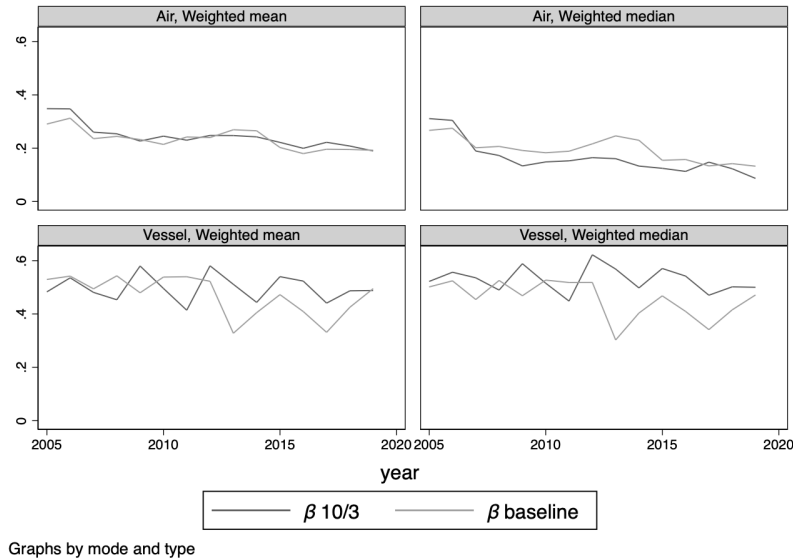 Air, Weighted mean
Air, Weighted median
.6
.4
.2
0
Vessel, Weighted mean
Vessel, Weighted median
.6
.4
.2
0
2005 2010 2015 2020 2005 2010 2015 2020
year
β 10/3 β baseline
Graphs by mode and type